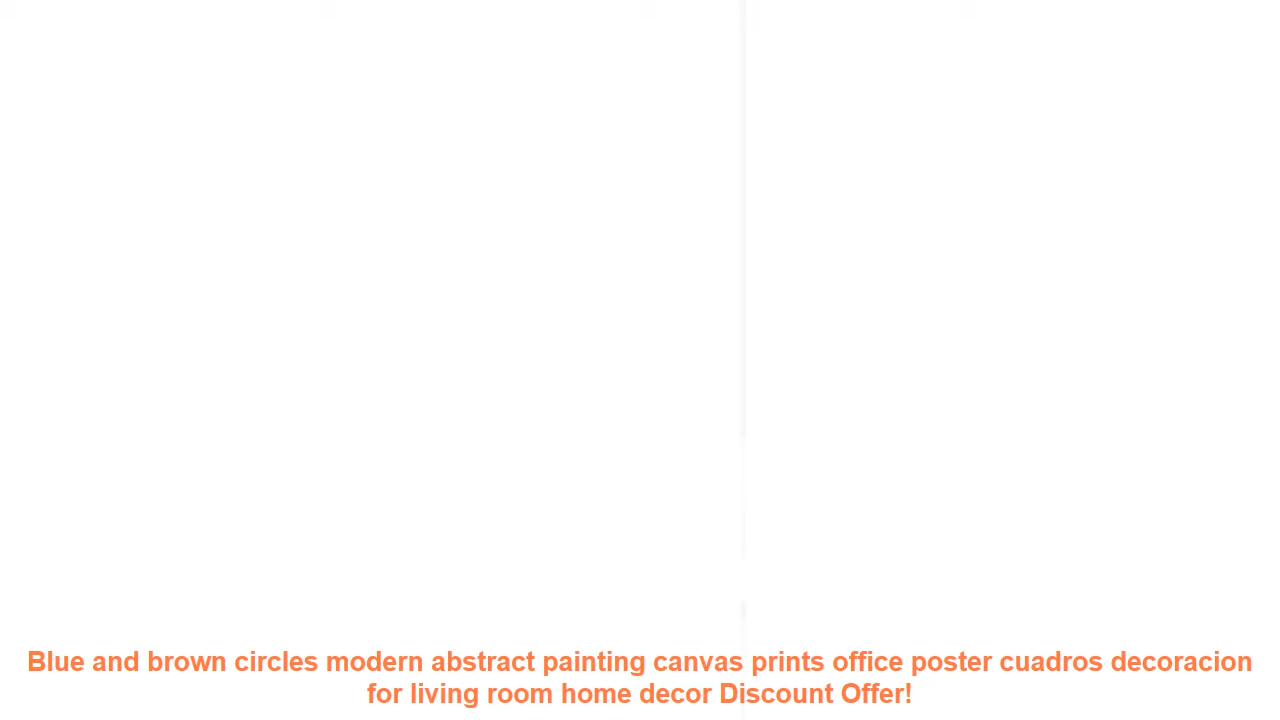 Blue and brown circles modern abstract painting canvas prints office poster cuadros decoracion
for living room home decor Discount Offer!